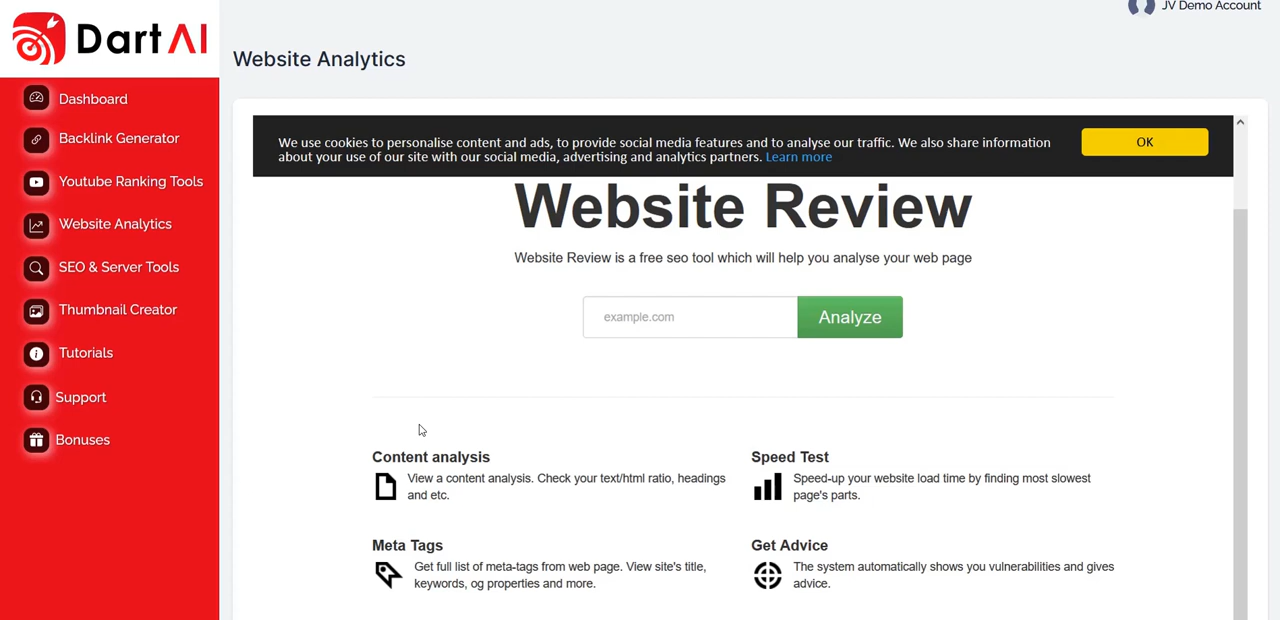 Dart AI
JV Demo Account
Dashboard
Backlink Generator
Youtube Ranking Tools
Website Analytics
SEO & Server Tools
Thumbnail Creator
Tutorials
Support
Bonuses
Website Analytics
We use cookies to personalise content and ads, to provide social media features and to analyse our traffic. We also share information
about your use of our site with our social media, advertising and analytics partners. Learn more
OK
Website Review
Website Review is a free seo tool which will help you analyse your web page
example.com
Analyze
Content analysis
View a content analysis. Check your text/html ratio, headings
and etc.
Speed Test
Speed-up your website load time by finding most slowest
page's parts.
Meta Tags
Get full list of meta-tags from web page. View site's title,
keywords, og properties and more.
Get Advice
The system automatically shows you vulnerabilities and gives
advice.